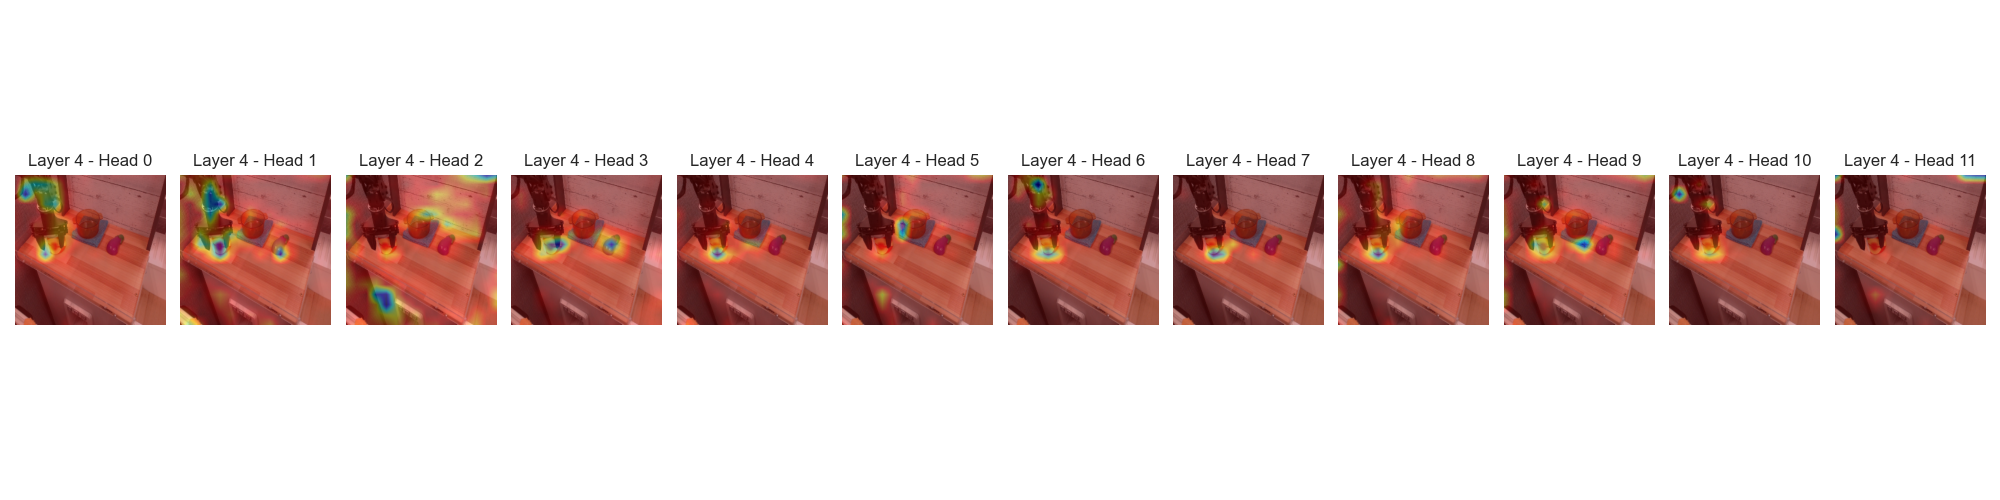 Layer 4 - Head 0
Layer 4 - Head 1
Layer 4 - Head 2
Layer 4 - Head 3
Layer 4 - Head 4
Layer 4 - Head 5
Layer 4 - Head 6
Layer 4 - Head 7
Layer 4 - Head 8
Layer 4 - Head 9
Layer 4 - Head 10
Layer 4 - Head 11